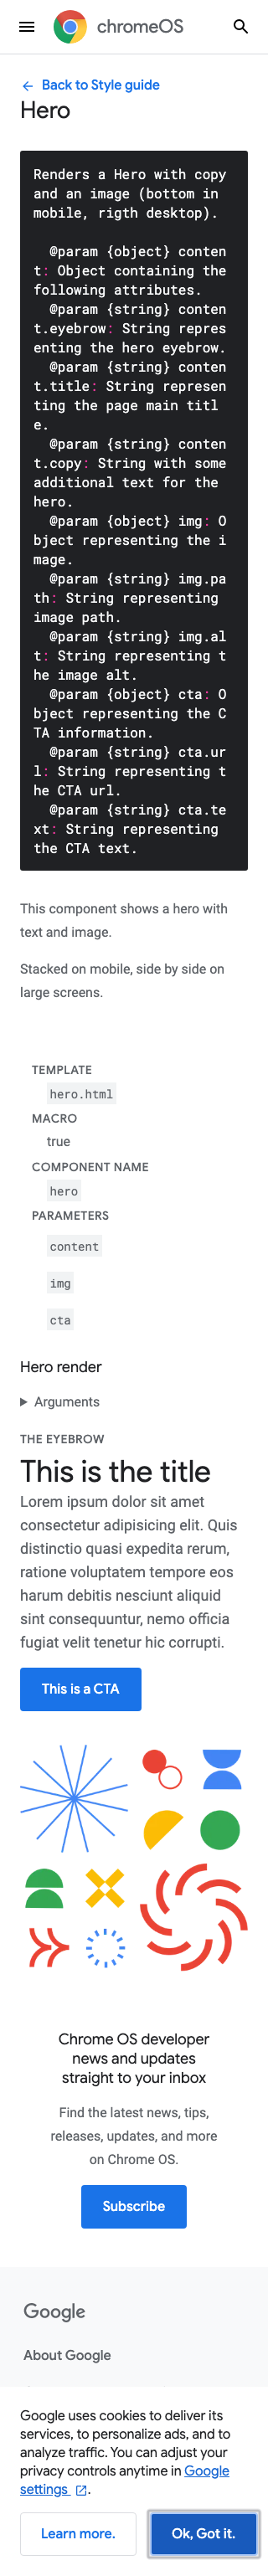 chromeOS
Back to Style guide
Hero
Renders a Hero with copy
and an image (bottom in
mobile, rigth desktop).
@param {object} conten
t: Object containing the
following atributes.
@param {string} conten
t.eyebrow: String repres
enting the hero eyebrow.
@param {string} conten
t.title: String represen
ting the page main titl
e.
@param {string} conten
t.copy: String with some
additional text for the
hero.
@param {object} img: O
bject representing the i
mage.
@param {string} img.pa
th: String representing
image path.
@param {string} img.al
t: String representing t
he image alt.
@param {object} cta: O
bject representing the C
TA information.
@param {string} cta.ur
l: String representing t
he CTA url.
@param {string} cta.te
xt: String representing
the CTA text.
This component shows a hero with
text and image.
Stacked on mobile, side by side on
large screens.
TEMPLATE
hero.html
MACRO
true
COMPONENT NAME
hero
PARAMETERS
content
img
cta
Hero render
Arguments
THE EYEBROW
This is the title
Lorem ipsum dolor sit amet
consectetur adipisicing elit. Quis
distinctio quasi expedita rerum,
ratione voluptatem tempore eos
harum debitis nesciunt aliquid
sint consequuntur, nemo officia
fugiat velit tenetur hic corrupti.
This is a CTA
Chrome OS developer
news and updates
straight to your inbox
Find the latest news, tips,
releases, updates, and more
on Chrome OS.
Subscribe
Google
About Google
Google uses cookies to deliver its
services, to personalize ads, and to
analyze traffic. You can adjust your
privacy controls anytime in Google
settings.
Learn more.
Ok, Got it.